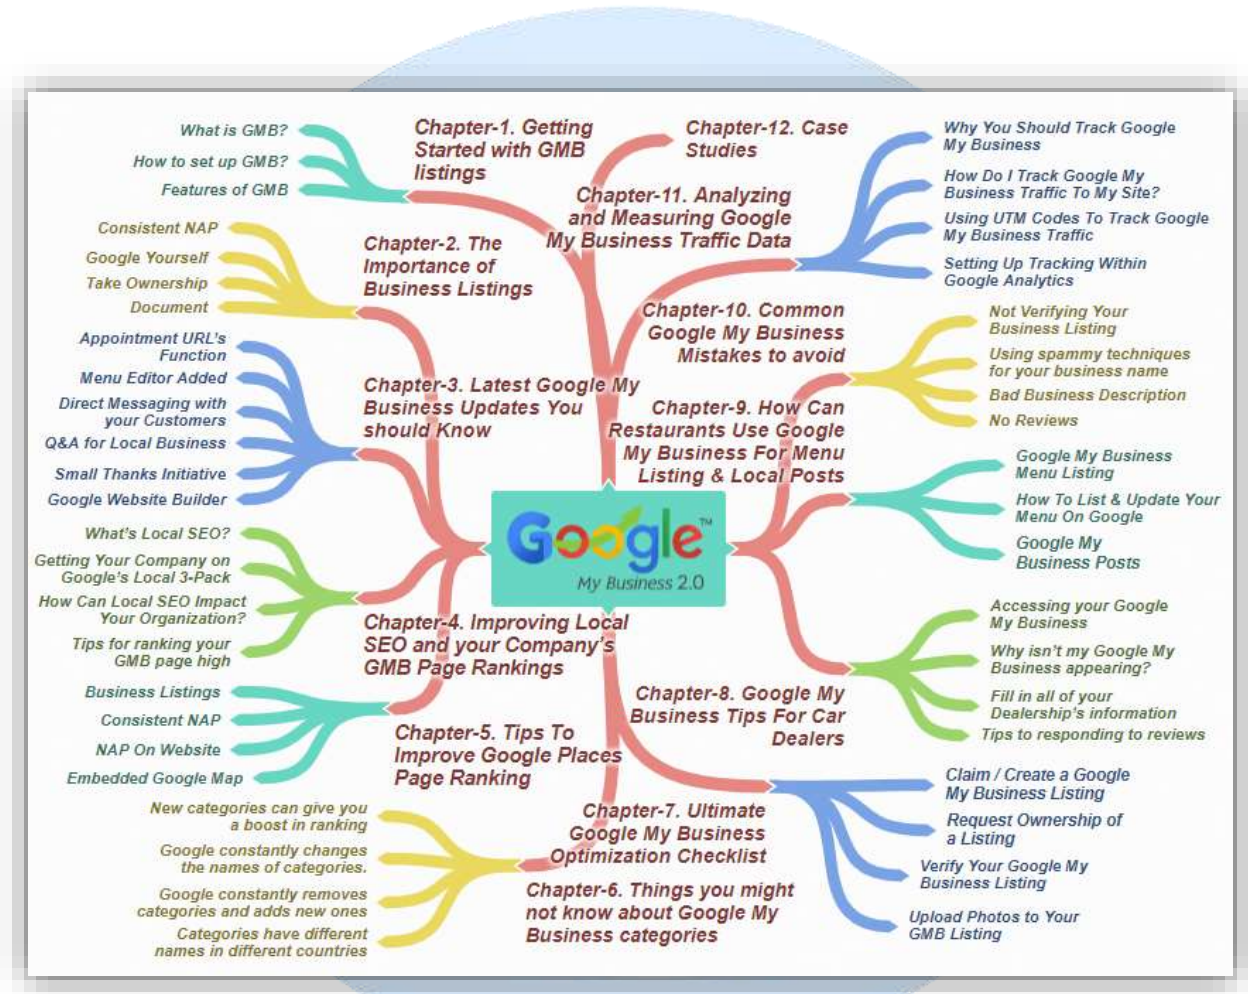 What is GMB?
How to set up GMB?
Features of GMB
Chapter-1. Getting
Started with GMB
listings
Consistent NAP
Google Yourself
Take Ownership
Document
Chapter-2. The
Importance of
Business Listings
Appointment URL's
Function
Menu Editor Added
Direct Messaging with
your Customers
Q&A for Local Business
Small Thanks Initiative
Google Website Builder
Chapter-3. Latest Google My
Business Updates You
should Know
What's Local SEO?
Getting Your Company on
Google's Local 3-Pack
How Can Local SEO Impact
Your Organization?
Tips for ranking your
GMB page high
Chapter-4. Improving Local
SEO and your Company's
GMB Page Rankings
Business Listings
Consistent NAP
NAP On Website
Embedded Google Map
Chapter-5. Tips To
Improve Google Places
Page Ranking
New categories can give you
a boost in ranking
Google constantly changes
the names of categories.
Google constantly removes
categories and adds new ones
Categories have different
names in different countries
Chapter-6. Things you might
not know about Google My
Business categories
Google™
My Business 2.0
Chapter-12. Case
Studies
Chapter-11. Analyzing
and Measuring Google
My Business Traffic Data
Why You Should Track Google
My Business
How Do I Track Google My
Business Traffic To My Site?
Using UTM Codes To Track Google
My Business Traffic
Setting Up Tracking Within
Google Analytics
Chapter-10. Common
Google My Business
Mistakes to avoid
Not Verifying Your
Business Listing
Using spammy techniques
for your business name
Bad Business Description
No Reviews
Chapter-9. How Can
Restaurants Use Google
My Business For Menu
Listing & Local Posts
Google My Business
Menu Listing
How To List & Update Your
Menu On Google
Google My
Business Posts
Chapter-8. Google My
Business Tips For Car
Dealers
Accessing your Google
My Business
Why isn't my Google My
Business appearing?
Fill in all of your
Dealership's information
Tips to responding to reviews
Chapter-7. Ultimate
Google My Business
Optimization Checklist
Claim / Create a Google
My Business Listing
Request Ownership of
a Listing
Verify Your Google My
Business Listing
Upload Photos to Your
GMB Listing